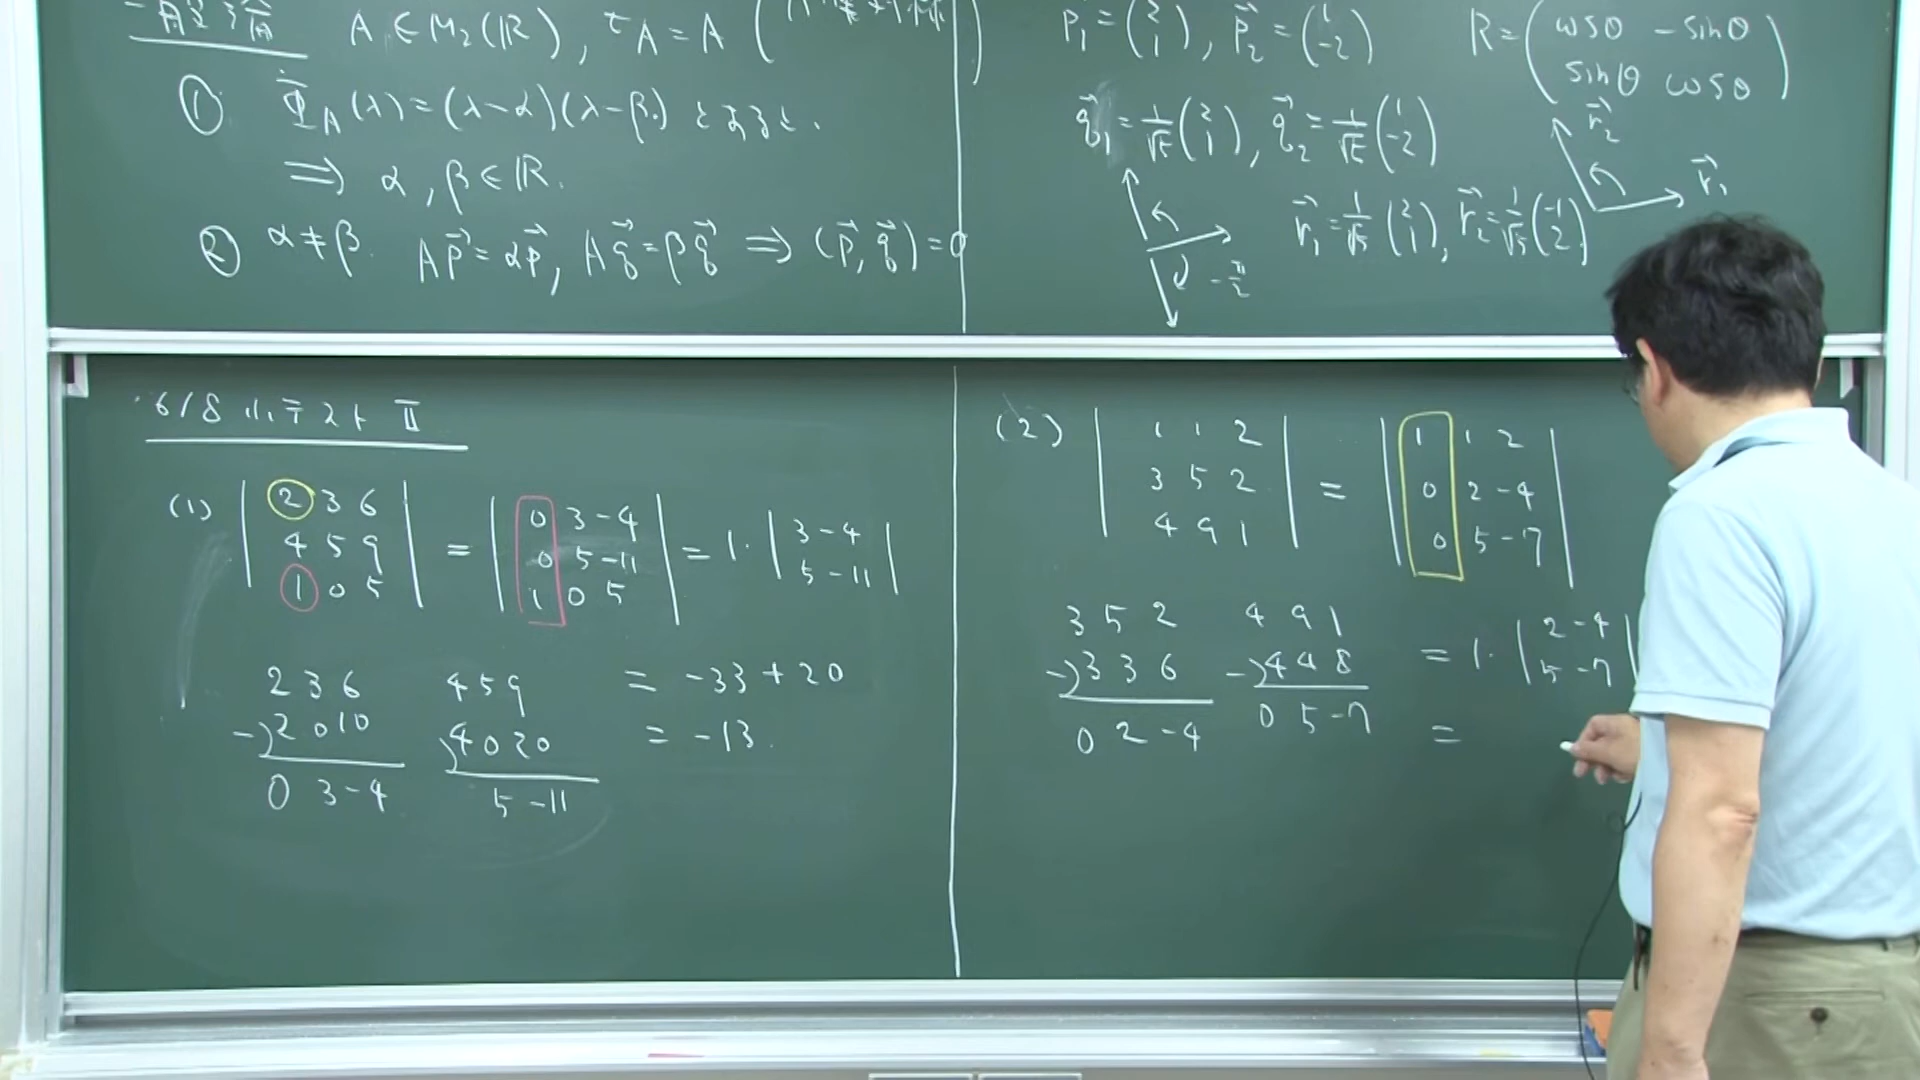 A ∈ M₂(ℝ), ᵗA = A (
① Φ_A(λ) = (λ-α)(λ-β) とすると.
⇒ α, β ∈ ℝ.
② α ≠ β. Ap⃗ = αp⃗, Aq⃗ = βq⃗ ⇒ (p⃗, q⃗) = 0
p⃗₁ = (2 1), p⃗₂ = (1 -2)
R = (cosθ -sinθ
sinθ cosθ)
q⃗₁ = 1/√5 (2 1), q⃗₂ = 1/√5 (1 -2)
r⃗₂
r⃗₁
r⃗₁ = 1/√5 (2 1), r⃗₂ = 1/√5 (-1 2)
-π/2
6/8 小テスト II
(1) | 2 3 6 | = | 0 3 -4 | = 1· | 3 -4 |
| 4 5 9 | | 0 5 -11 | | 5 -11 |
| 1 0 5 | | 1 0 5 |
2 3 6 4 5 9 = -33 + 20
-) 2 0 10 -) 4 0 20 = -13.
0 3 -4 5 -11
(2) | 1 1 2 | = | 1 1 2 |
| 3 5 2 | | 0 2 -4 |
| 4 9 1 | | 0 5 -7 |
3 5 2 4 9 1 = 1· | 2 -4 |
-) 3 3 6 -) 4 4 8 | 5 -7 |
0 2 -4 0 5 -7 =